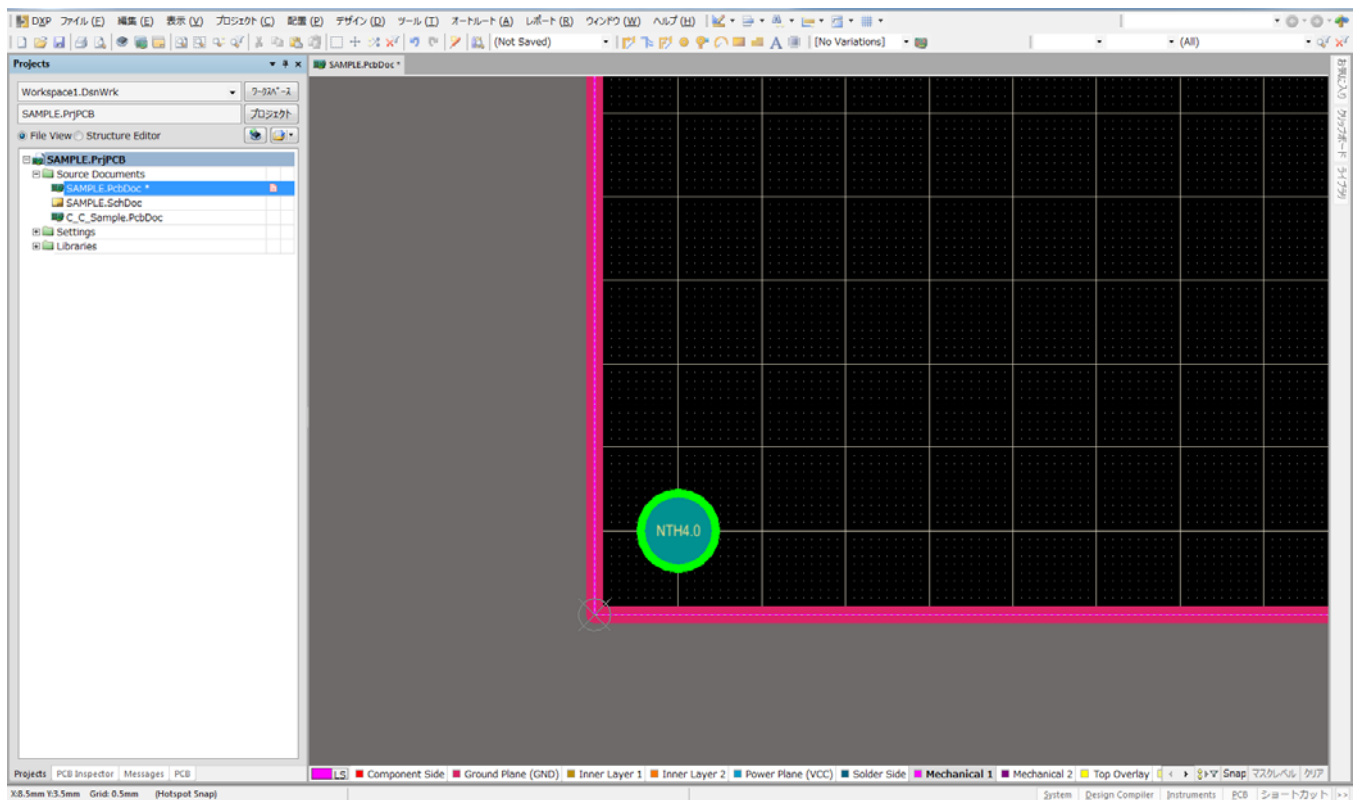 DXP ファイル (F) 編集 (E) 表示 (V) プロジェクト (C) 配置 (P) デザイン (D) ツール (T) オートルート (A) レポート (R) ウィンドウ (W) ヘルプ (H)
(Not Saved) [No Variations] (All)
Projects
SAMPLE.PcbDoc *
Workspace1.DsnWrk ワークスペース
SAMPLE.PrjPCB プロジェクト
File View Structure Editor
SAMPLE.PrjPCB
Source Documents
SAMPLE.PcbDoc *
SAMPLE.SchDoc
C_C_Sample.PcbDoc
Settings
Libraries
お気に入り クリップボード ライブラリ
NTH4.0
Projects PCB Inspector Messages PCB
LS Component Side Ground Plane (GND) Inner Layer 1 Inner Layer 2 Power Plane (VCC) Solder Side Mechanical 1 Mechanical 2 Top Overlay Snap マスクレベル クリア
X:8.5mm Y:3.5mm Grid: 0.5mm (Hotspot Snap)
System Design Compiler Instruments PCB ショートカット >>